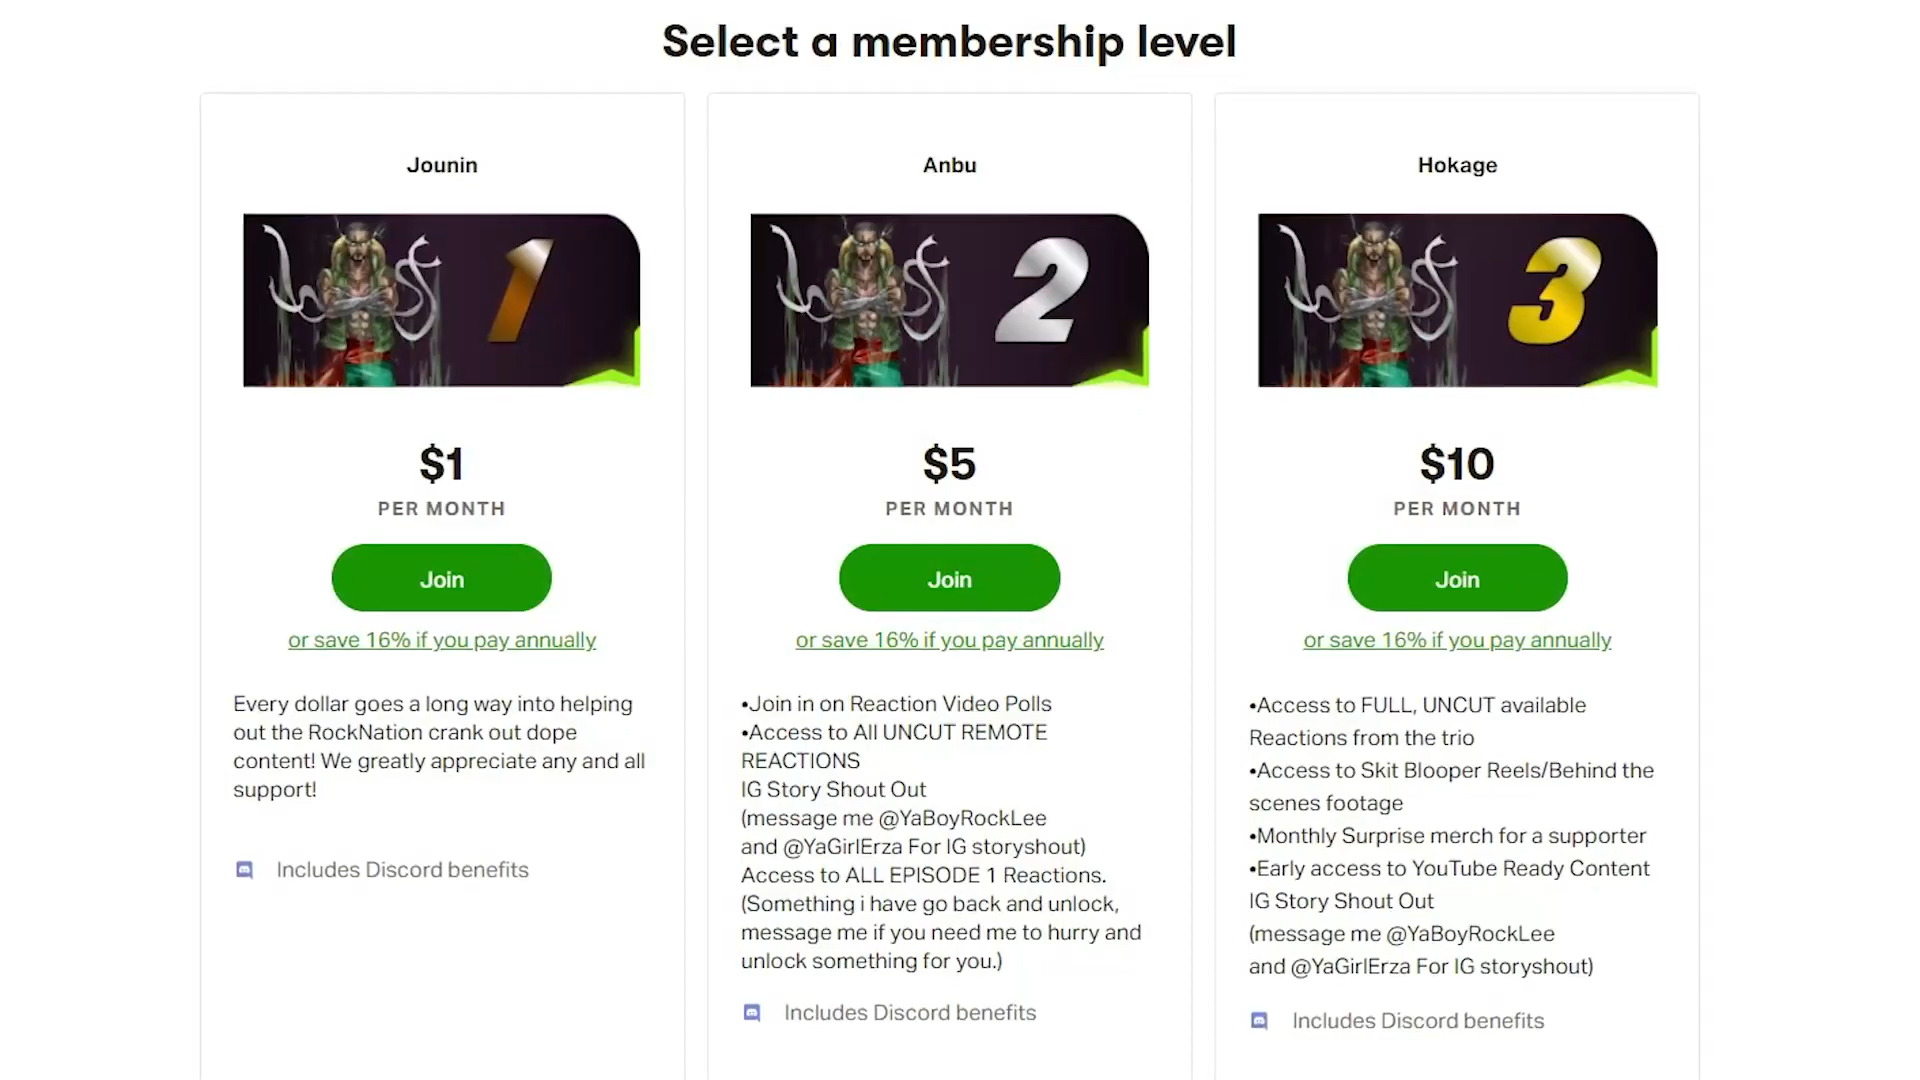 Select a membership level
Jounin
1
$1
PER MONTH
Join
or save 16% if you pay annually
Every dollar goes a long way into helping
out the RockNation crank out dope
content! We greatly appreciate any and all
support!
Includes Discord benefits
Anbu
2
$5
PER MONTH
Join
or save 16% if you pay annually
•Join in on Reaction Video Polls
•Access to All UNCUT REMOTE
REACTIONS
IG Story Shout Out
(message me @YaBoyRockLee
and @YaGirlErza For IG storyshout)
Access to ALL EPISODE 1 Reactions.
(Something i have go back and unlock,
message me if you need me to hurry and
unlock something for you.)
Includes Discord benefits
Hokage
3
$10
PER MONTH
Join
or save 16% if you pay annually
•Access to FULL, UNCUT available
Reactions from the trio
•Access to Skit Blooper Reels/Behind the
scenes footage
•Monthly Surprise merch for a supporter
•Early access to YouTube Ready Content
IG Story Shout Out
(message me @YaBoyRockLee
and @YaGirlErza For IG storyshout)
Includes Discord benefits